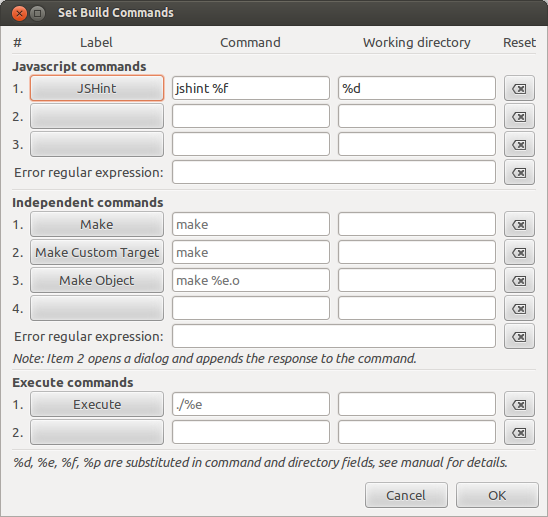 Set Build Commands
# Label Command Working directory Reset
Javascript commands
1. JSHint jshint %f %d
2.
3.
Error regular expression:
Independent commands
1. Make make
2. Make Custom Target make
3. Make Object make %e.o
4.
Error regular expression:
Note: Item 2 opens a dialog and appends the response to the command.
Execute commands
1. Execute ./%e
2.
%d, %e, %f, %p are substituted in command and directory fields, see manual for details.
Cancel OK